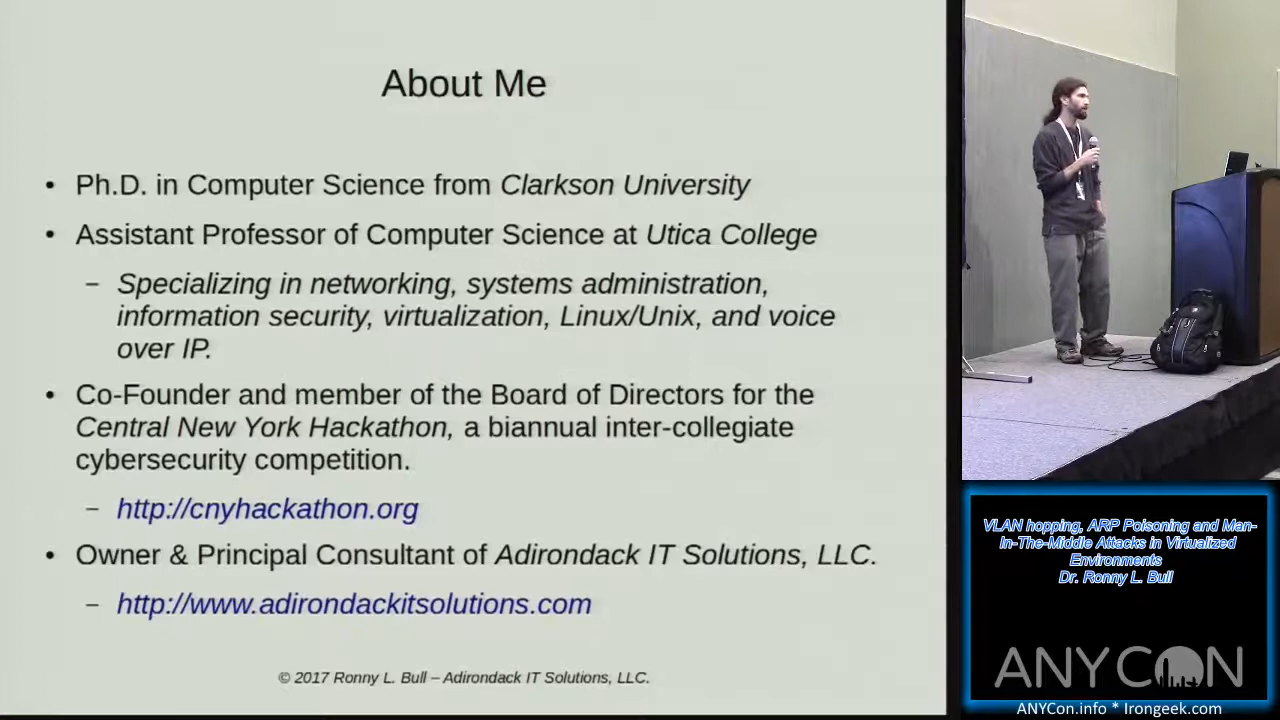 About Me
• Ph.D. in Computer Science from Clarkson University
• Assistant Professor of Computer Science at Utica College
– Specializing in networking, systems administration,
information security, virtualization, Linux/Unix, and voice
over IP.
• Co-Founder and member of the Board of Directors for the
Central New York Hackathon, a biannual inter-collegiate
cybersecurity competition.
– http://cnyhackathon.org
• Owner & Principal Consultant of Adirondack IT Solutions, LLC.
– http://www.adirondackitsolutions.com
© 2017 Ronny L. Bull – Adirondack IT Solutions, LLC.
VLAN hopping, ARP Poisoning and Man-
In-The-Middle Attacks in Virtualized
Environments
Dr. Ronny L. Bull
ANYCON
ANYCon.info * Irongeek.com